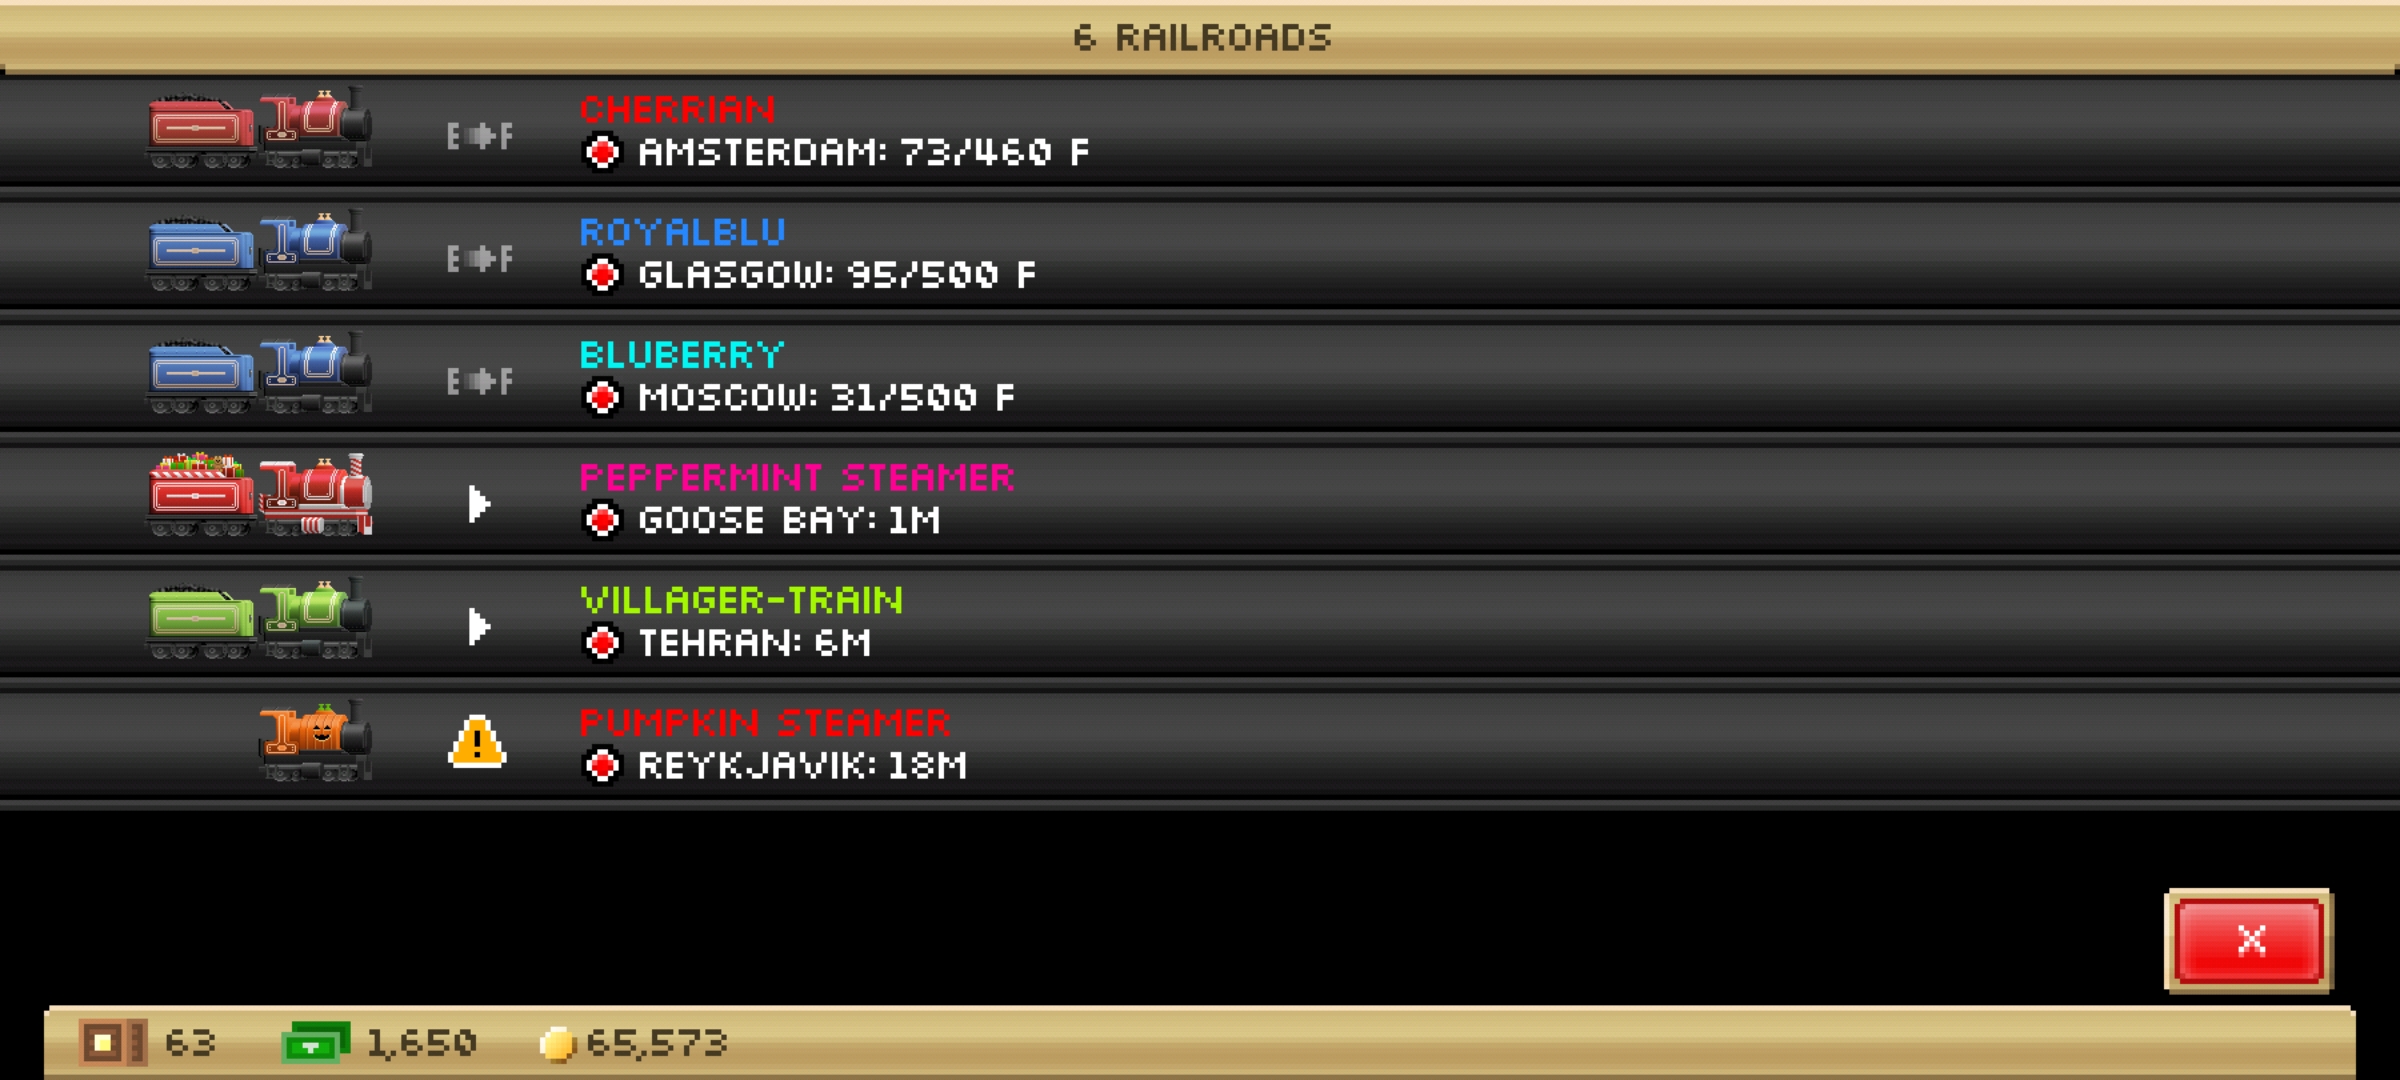 6 RAILROADS
CHERRIAN
E F AMSTERDAM: 73/460 F
ROYALBLU
E F GLASGOW: 95/500 F
BLUBERRY
E F MOSCOW: 31/500 F
PEPPERMINT STEAMER
GOOSE BAY: 1M
VILLAGER-TRAIN
TEHRAN: 6M
! PUMPKIN STEAMER
REYKJAVIK: 18M
X
63 1,650 65,573